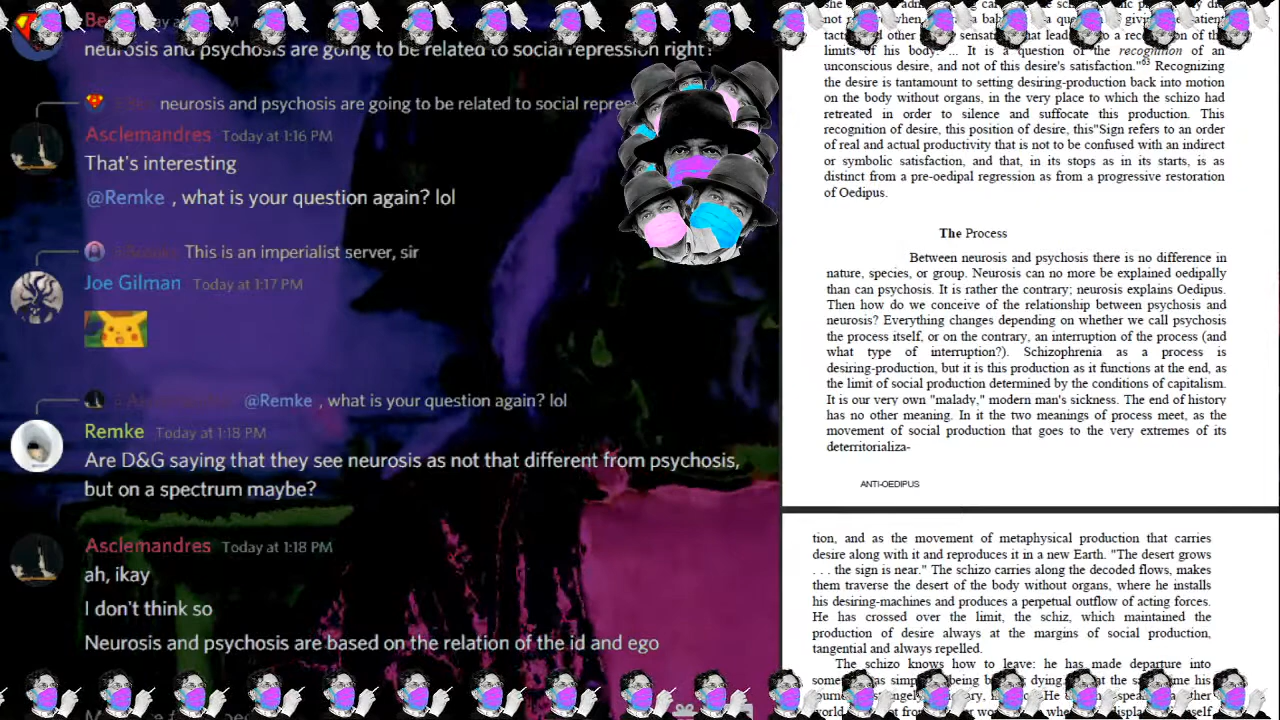 neurosis and psychosis are going to be related to social repression right?
neurosis and psychosis are going to be related to social repres
Asclemandres Today at 1:16 PM
That's interesting
@Remke , what is your question again? lol
This is an imperialist server, sir
Joe Gilman Today at 1:17 PM
@Remke , what is your question again? lol
Remke Today at 1:18 PM
Are D&G saying that they see neurosis as not that different from psychosis,
but on a spectrum maybe?
Asclemandres Today at 1:18 PM
ah, ikay
I don't think so
Neurosis and psychosis are based on the relation of the id and ego
limits of his body. ... It is a question of the recognition of an
unconscious desire, and not of this desire's satisfaction."63 Recognizing
the desire is tantamount to setting desiring-production back into motion
on the body without organs, in the very place to which the schizo had
retreated in order to silence and suffocate this production. This
recognition of desire, this position of desire, this"Sign refers to an order
of real and actual productivity that is not to be confused with an indirect
or symbolic satisfaction, and that, in its stops as in its starts, is as
distinct from a pre-oedipal regression as from a progressive restoration
of Oedipus.
The Process
Between neurosis and psychosis there is no difference in
nature, species, or group. Neurosis can no more be explained oedipally
than can psychosis. It is rather the contrary; neurosis explains Oedipus.
Then how do we conceive of the relationship between psychosis and
neurosis? Everything changes depending on whether we call psychosis
the process itself, or on the contrary, an interruption of the process (and
what type of interruption?). Schizophrenia as a process is
desiring-production, but it is this production as it functions at the end, as
the limit of social production determined by the conditions of capitalism.
It is our very own "malady," modern man's sickness. The end of history
has no other meaning. In it the two meanings of process meet, as the
movement of social production that goes to the very extremes of its
deterritorializa-
ANTI-OEDIPUS
tion, and as the movement of metaphysical production that carries
desire along with it and reproduces it in a new Earth. "The desert grows
. . . the sign is near." The schizo carries along the decoded flows, makes
them traverse the desert of the body without organs, where he installs
his desiring-machines and produces a perpetual outflow of acting forces.
He has crossed over the limit, the schiz, which maintained the
production of desire always at the margins of social production,
tangential and always repelled.
The schizo knows how to leave: he has made departure into